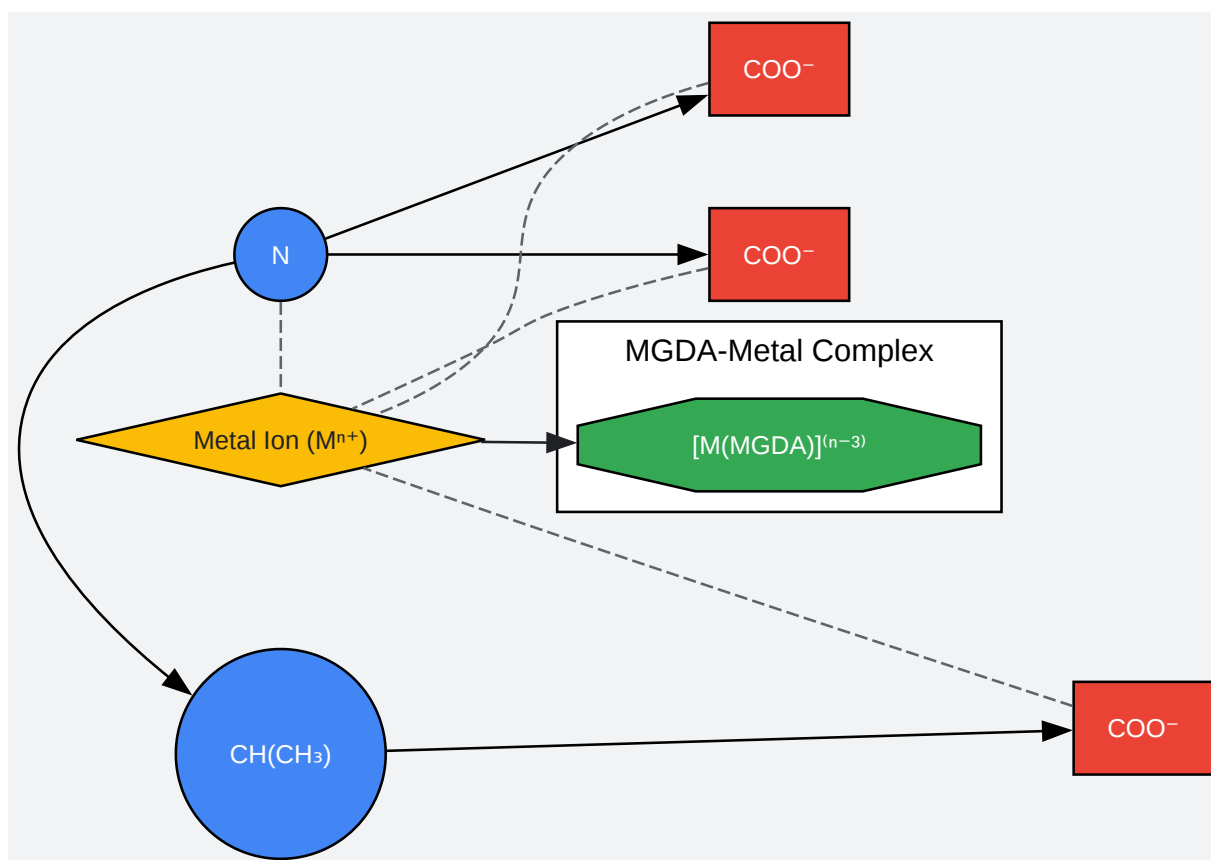 COO⁻
N
COO⁻
MGDA-Metal Complex
Metal Ion (Mⁿ⁺)
[M(MGDA)]⁽ⁿ⁻³⁾
COO⁻
CH(CH₃)